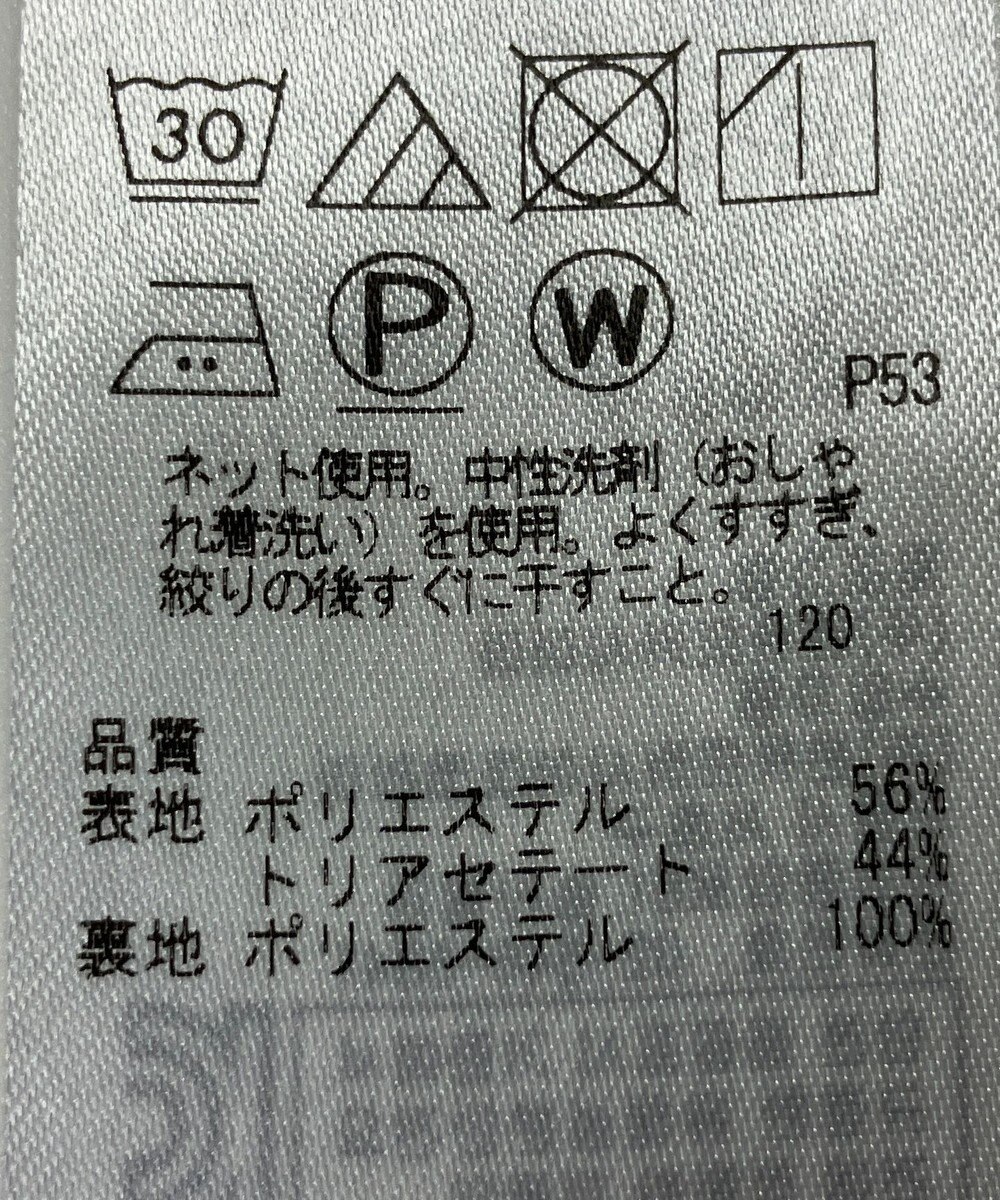 30
P W
P53
ネット使用。中性洗剤(おしゃ
れ着洗い)を使用。よくすすぎ、
絞りの後すぐに干すこと。
120
品質
表地 ポリエステル 56%
トリアセテート 44%
裏地 ポリエステル 100%